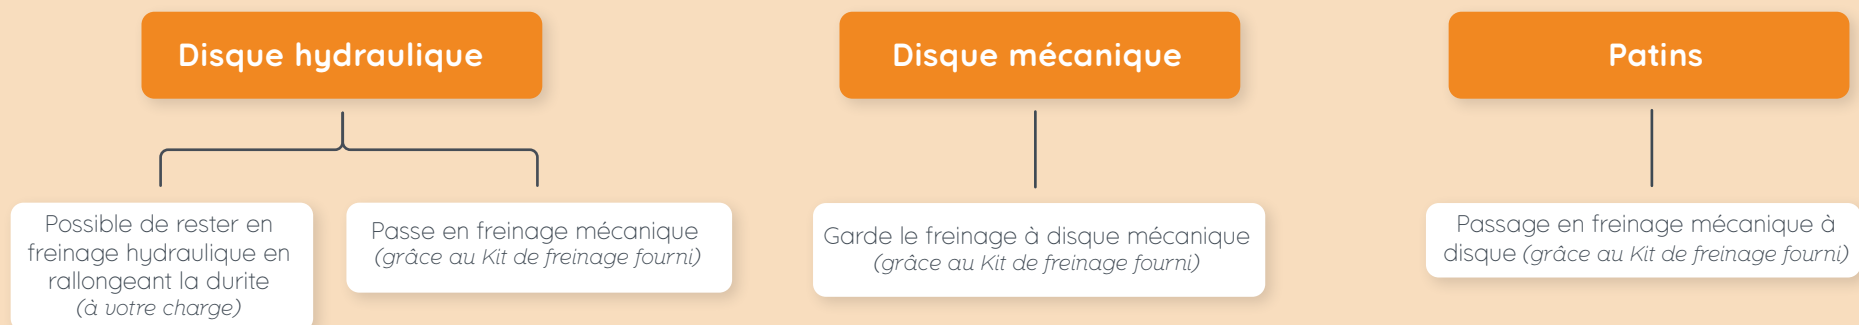 Disque hydraulique
Disque mécanique
Patins
Possible de rester en
freinage hydraulique en
rallongeant la durite
(à votre charge)
Passe en freinage mécanique
(grâce au Kit de freinage fourni)
Garde le freinage à disque mécanique
(grâce au Kit de freinage fourni)
Passage en freinage mécanique à
disque (grâce au Kit de freinage fourni)